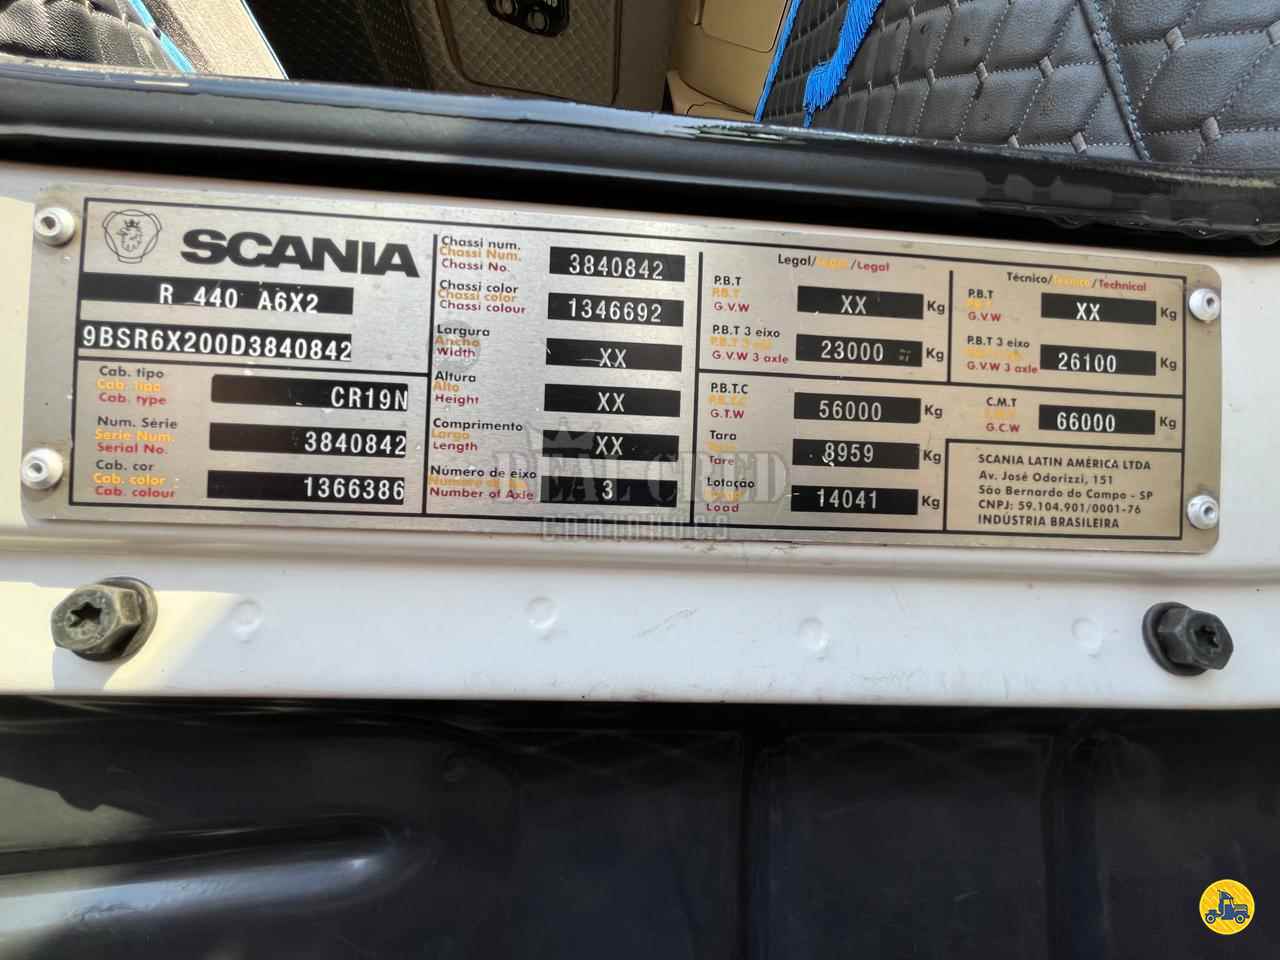 SCANIA
R 440 A6X2
9BSR6X200D3840842
Cab. tipo
Cab. tipo
Cab. type
CR19N
Num. Série
Serie Num.
Serial No.
3840842
Cab. cor
Cab. color
Cab. colour
1366386
Chassi num.
Chassi Num.
Chassi No.
3840842
Chassi color
Chassi color
Chassi colour
1346692
Largura
Ancho
Width
XX
Altura
Alto
Height
XX
Comprimento
Largo
Length
XX
Número de eixo
Number of Axle
3
Legal/Legal/Legal
P.B.T
P.B.T
G.V.W
XX Kg
P.B.T 3 eixo
P.B.T 3 eje
G.V.W 3 axle
23000 Kg
P.B.T.C
P.B.T.C
G.T.W
56000 Kg
Tara
Tare
8959 Kg
Lotação
Load
14041 Kg
Técnico/Técnico/Technical
P.B.T
P.B.T
G.V.W
XX Kg
P.B.T 3 eixo
G.V.W 3 axle
26100 Kg
C.M.T
C.M.T
G.C.W
66000 Kg
SCANIA LATIN AMÉRICA LTDA
Av. José Odorizzi, 151
São Bernardo do Campo - SP
CNPJ: 59.104.901/0001-76
INDÚSTRIA BRASILEIRA
REAL CRED
CAMINHÕES